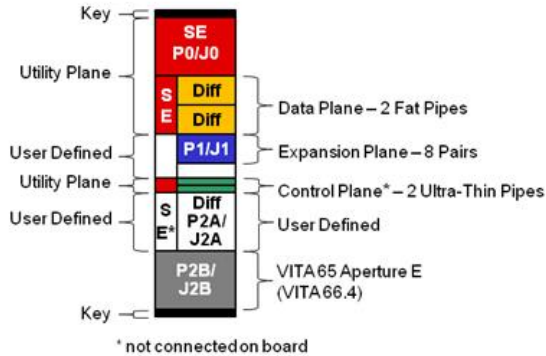 Key
SE
P0/J0
Utility Plane
S
E
Diff
Diff
Data Plane – 2 Fat Pipes
User Defined
P1/J1
Expansion Plane – 8 Pairs
Utility Plane
Control Plane* – 2 Ultra-Thin Pipes
User Defined
S
E*
Diff
P2A/
J2A
User Defined
P2B/
J2B
VITA 65 Aperture E
(VITA 66.4)
Key
* not connected on board